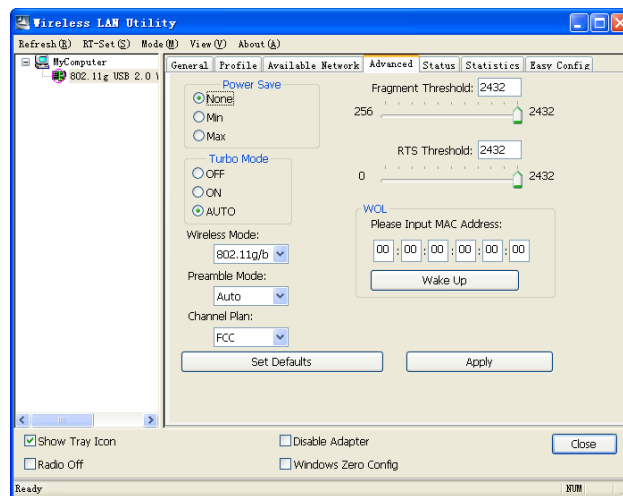 Wireless LAN Utility
Refresh(R) RT-Set(S) Mode(M) View(V) About(A)
MyComputer
802.11g USB 2.0
General Profile Available Network Advanced Status Statistics Easy Config
Power Save
None
Min
Max
Turbo Mode
OFF
ON
AUTO
Wireless Mode:
802.11g/b
Preamble Mode:
Auto
Channel Plan:
FCC
Fragment Threshold: 2432
256 2432
RTS Threshold: 2432
0 2432
WOL
Please Input MAC Address:
00 : 00 : 00 : 00 : 00 : 00
Wake Up
Set Defaults Apply
Show Tray Icon Disable Adapter Close
Radio Off Windows Zero Config
Ready NUM